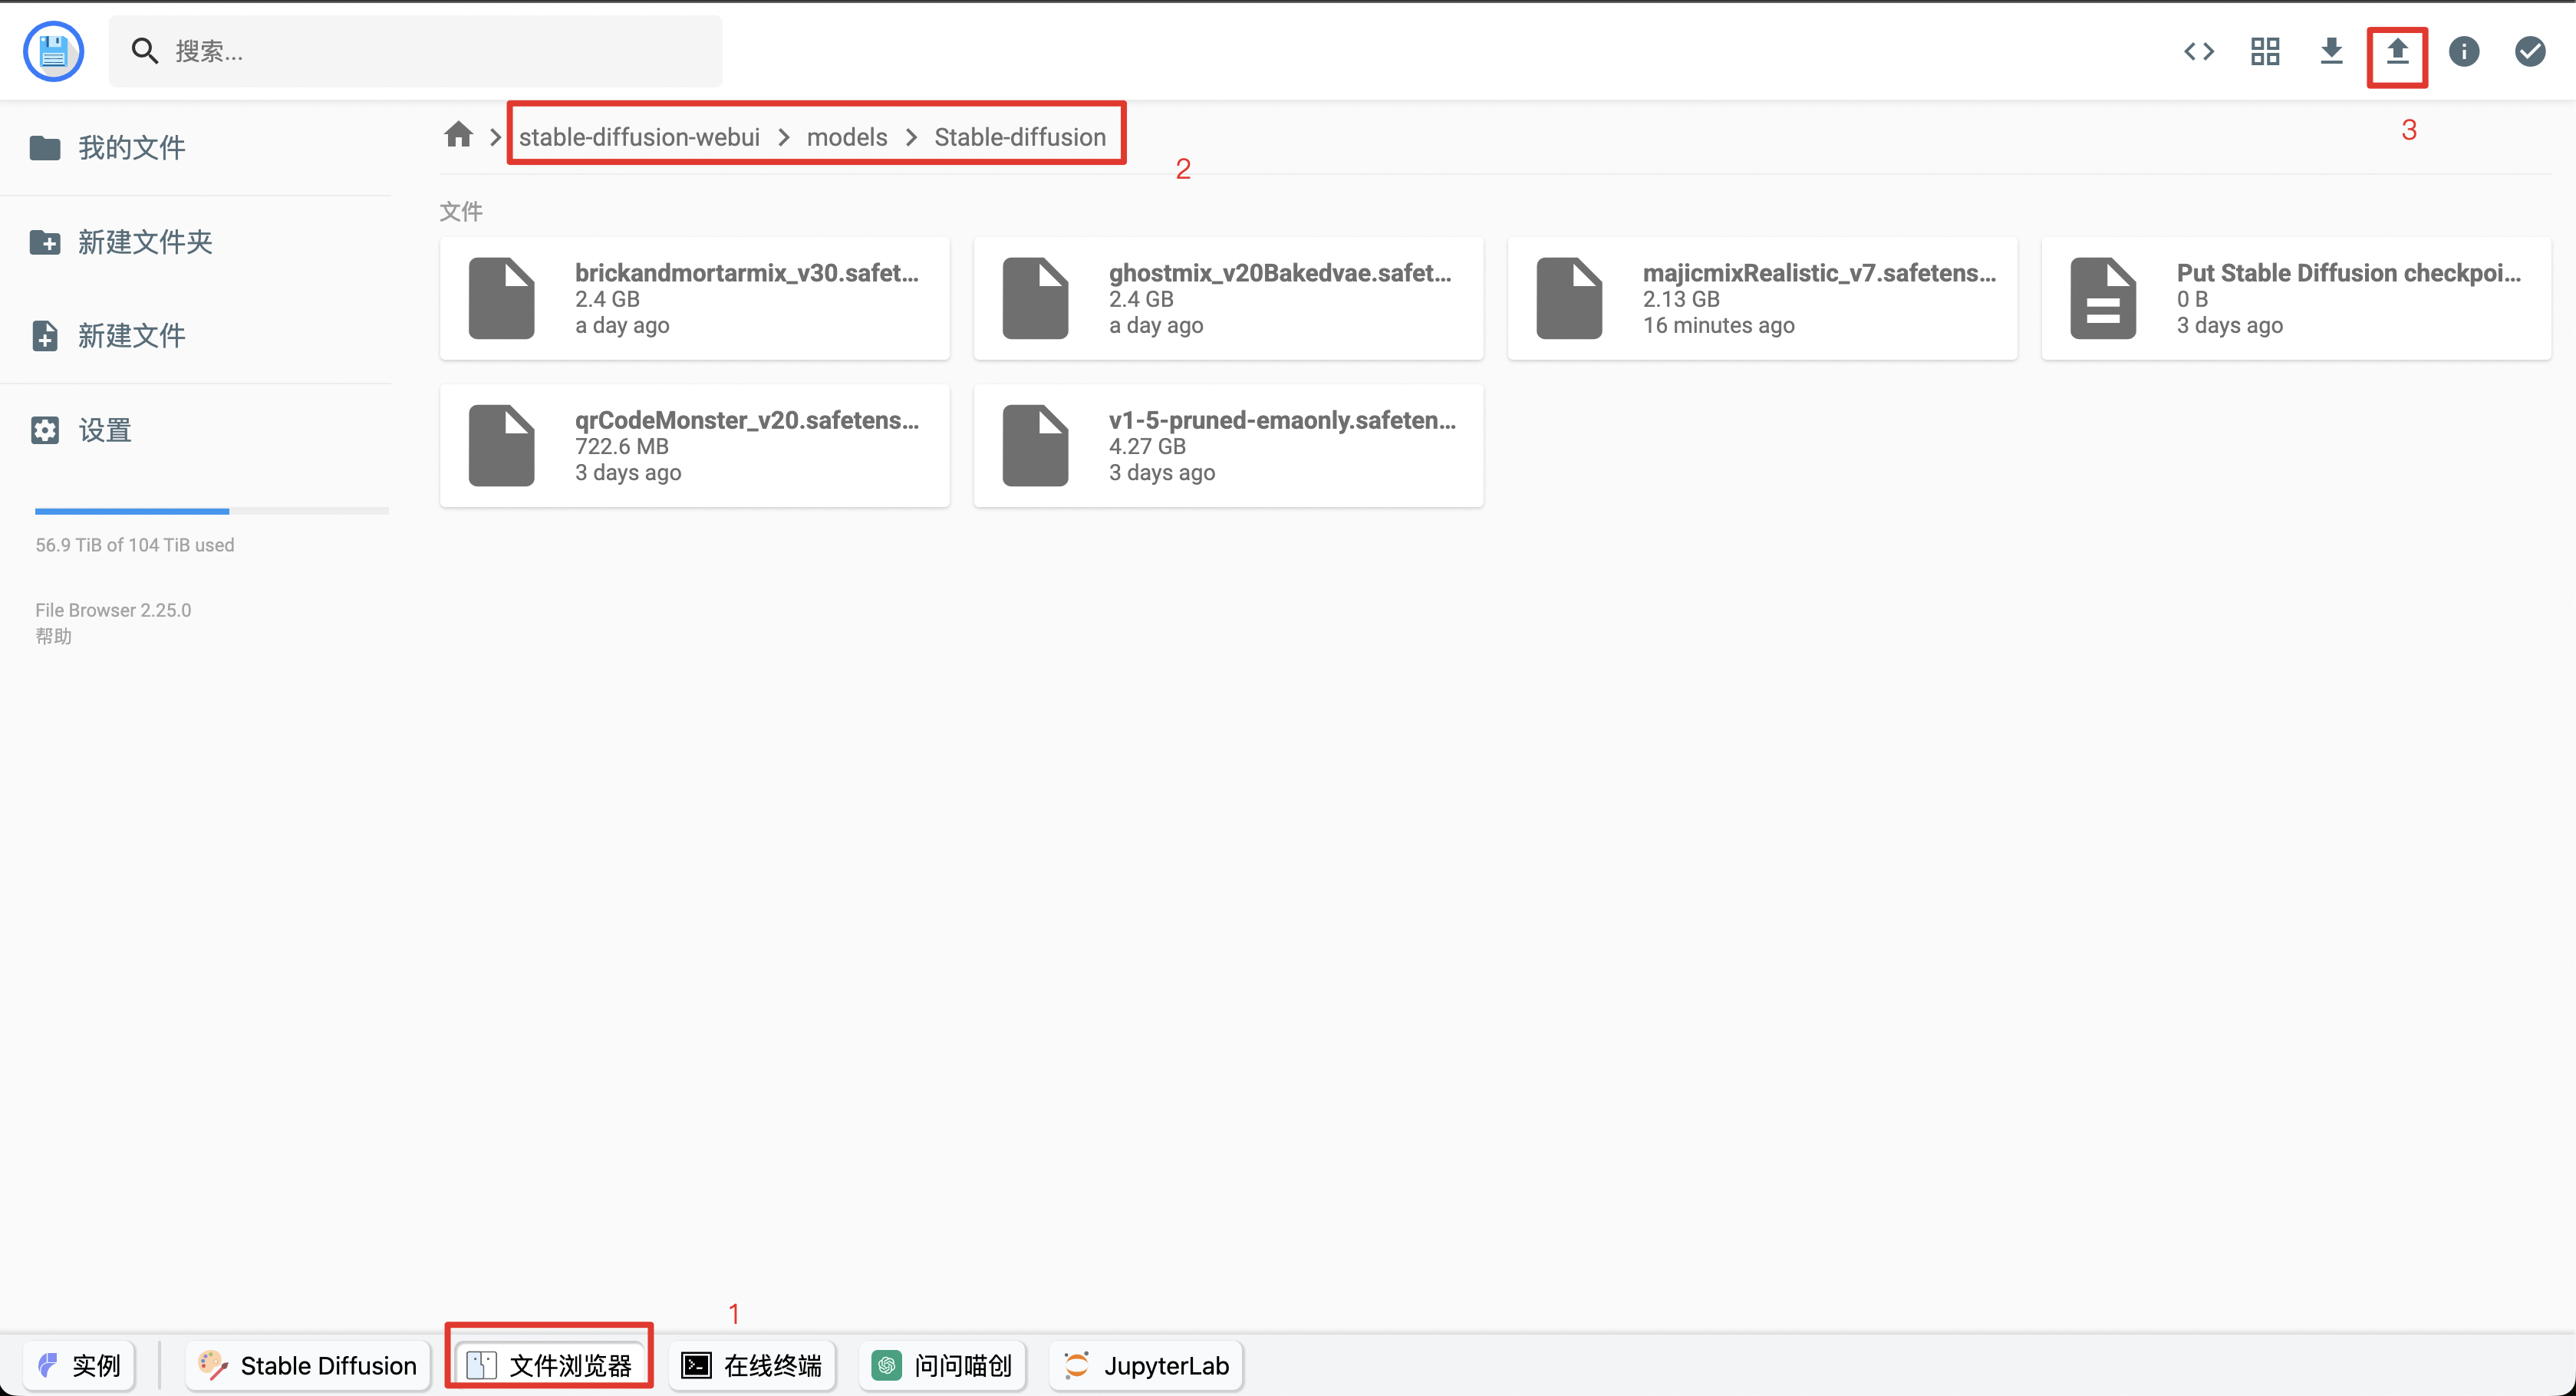 搜索...
stable-diffusion-webui > models > Stable-diffusion
3
2
我的文件
新建文件夹
新建文件
设置
56.9 TiB of 104 TiB used
File Browser 2.25.0
帮助
文件
brickandmortarmix_v30.safet...
2.4 GB
a day ago
ghostmix_v20Bakedvae.safet...
2.4 GB
a day ago
majicmixRealistic_v7.safetens...
2.13 GB
16 minutes ago
Put Stable Diffusion checkpoi...
0 B
3 days ago
qrCodeMonster_v20.safetens...
722.6 MB
3 days ago
v1-5-pruned-emaonly.safeten...
4.27 GB
3 days ago
1
实例 Stable Diffusion 文件浏览器 在线终端 问问喵创 JupyterLab